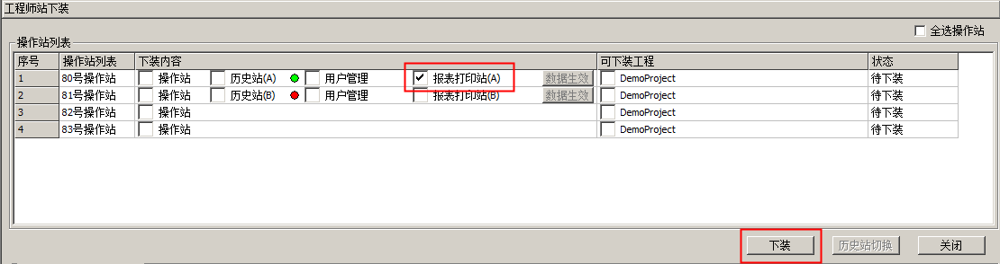 工程师站下装
全选操作站
操作站列表
序号 操作站列表 下装内容 可下装工程 状态
1 80号操作站 操作站 历史站(A) 用户管理 报表打印站(A) 数据生效 DemoProject 待下装
2 81号操作站 操作站 历史站(B) 用户管理 报表打印站(B) 数据生效 DemoProject 待下装
3 82号操作站 操作站 DemoProject 待下装
4 83号操作站 操作站 DemoProject 待下装
下装 历史站切换 关闭